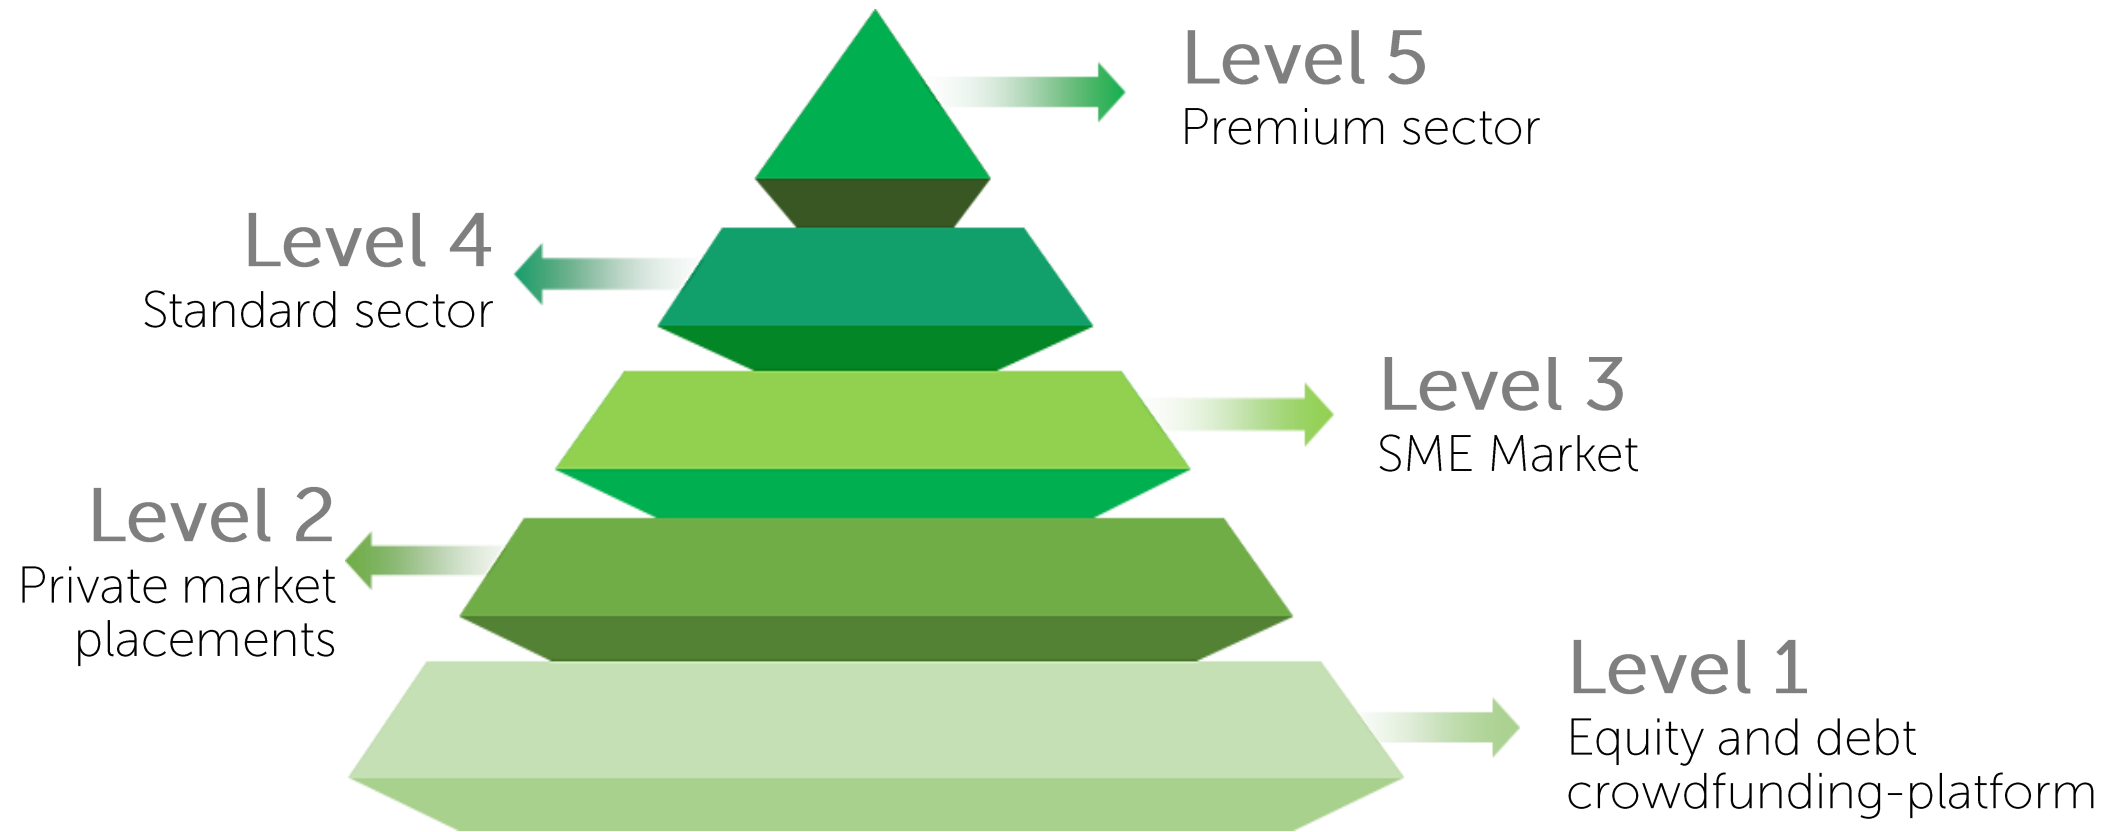 Level 5
Premium sector
Level 4
Standard sector
Level 3
SME Market
Level 2
Private market
placements
Level 1
Equity and debt
crowdfunding-platform